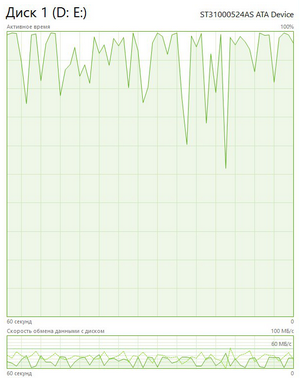 Диск 1 (D: E:) ST31000524AS ATA Device
Активное время 100%
60 секунд 0
Скорость обмена данными с диском 100 МБ/с
60 МБ/с
60 секунд 0